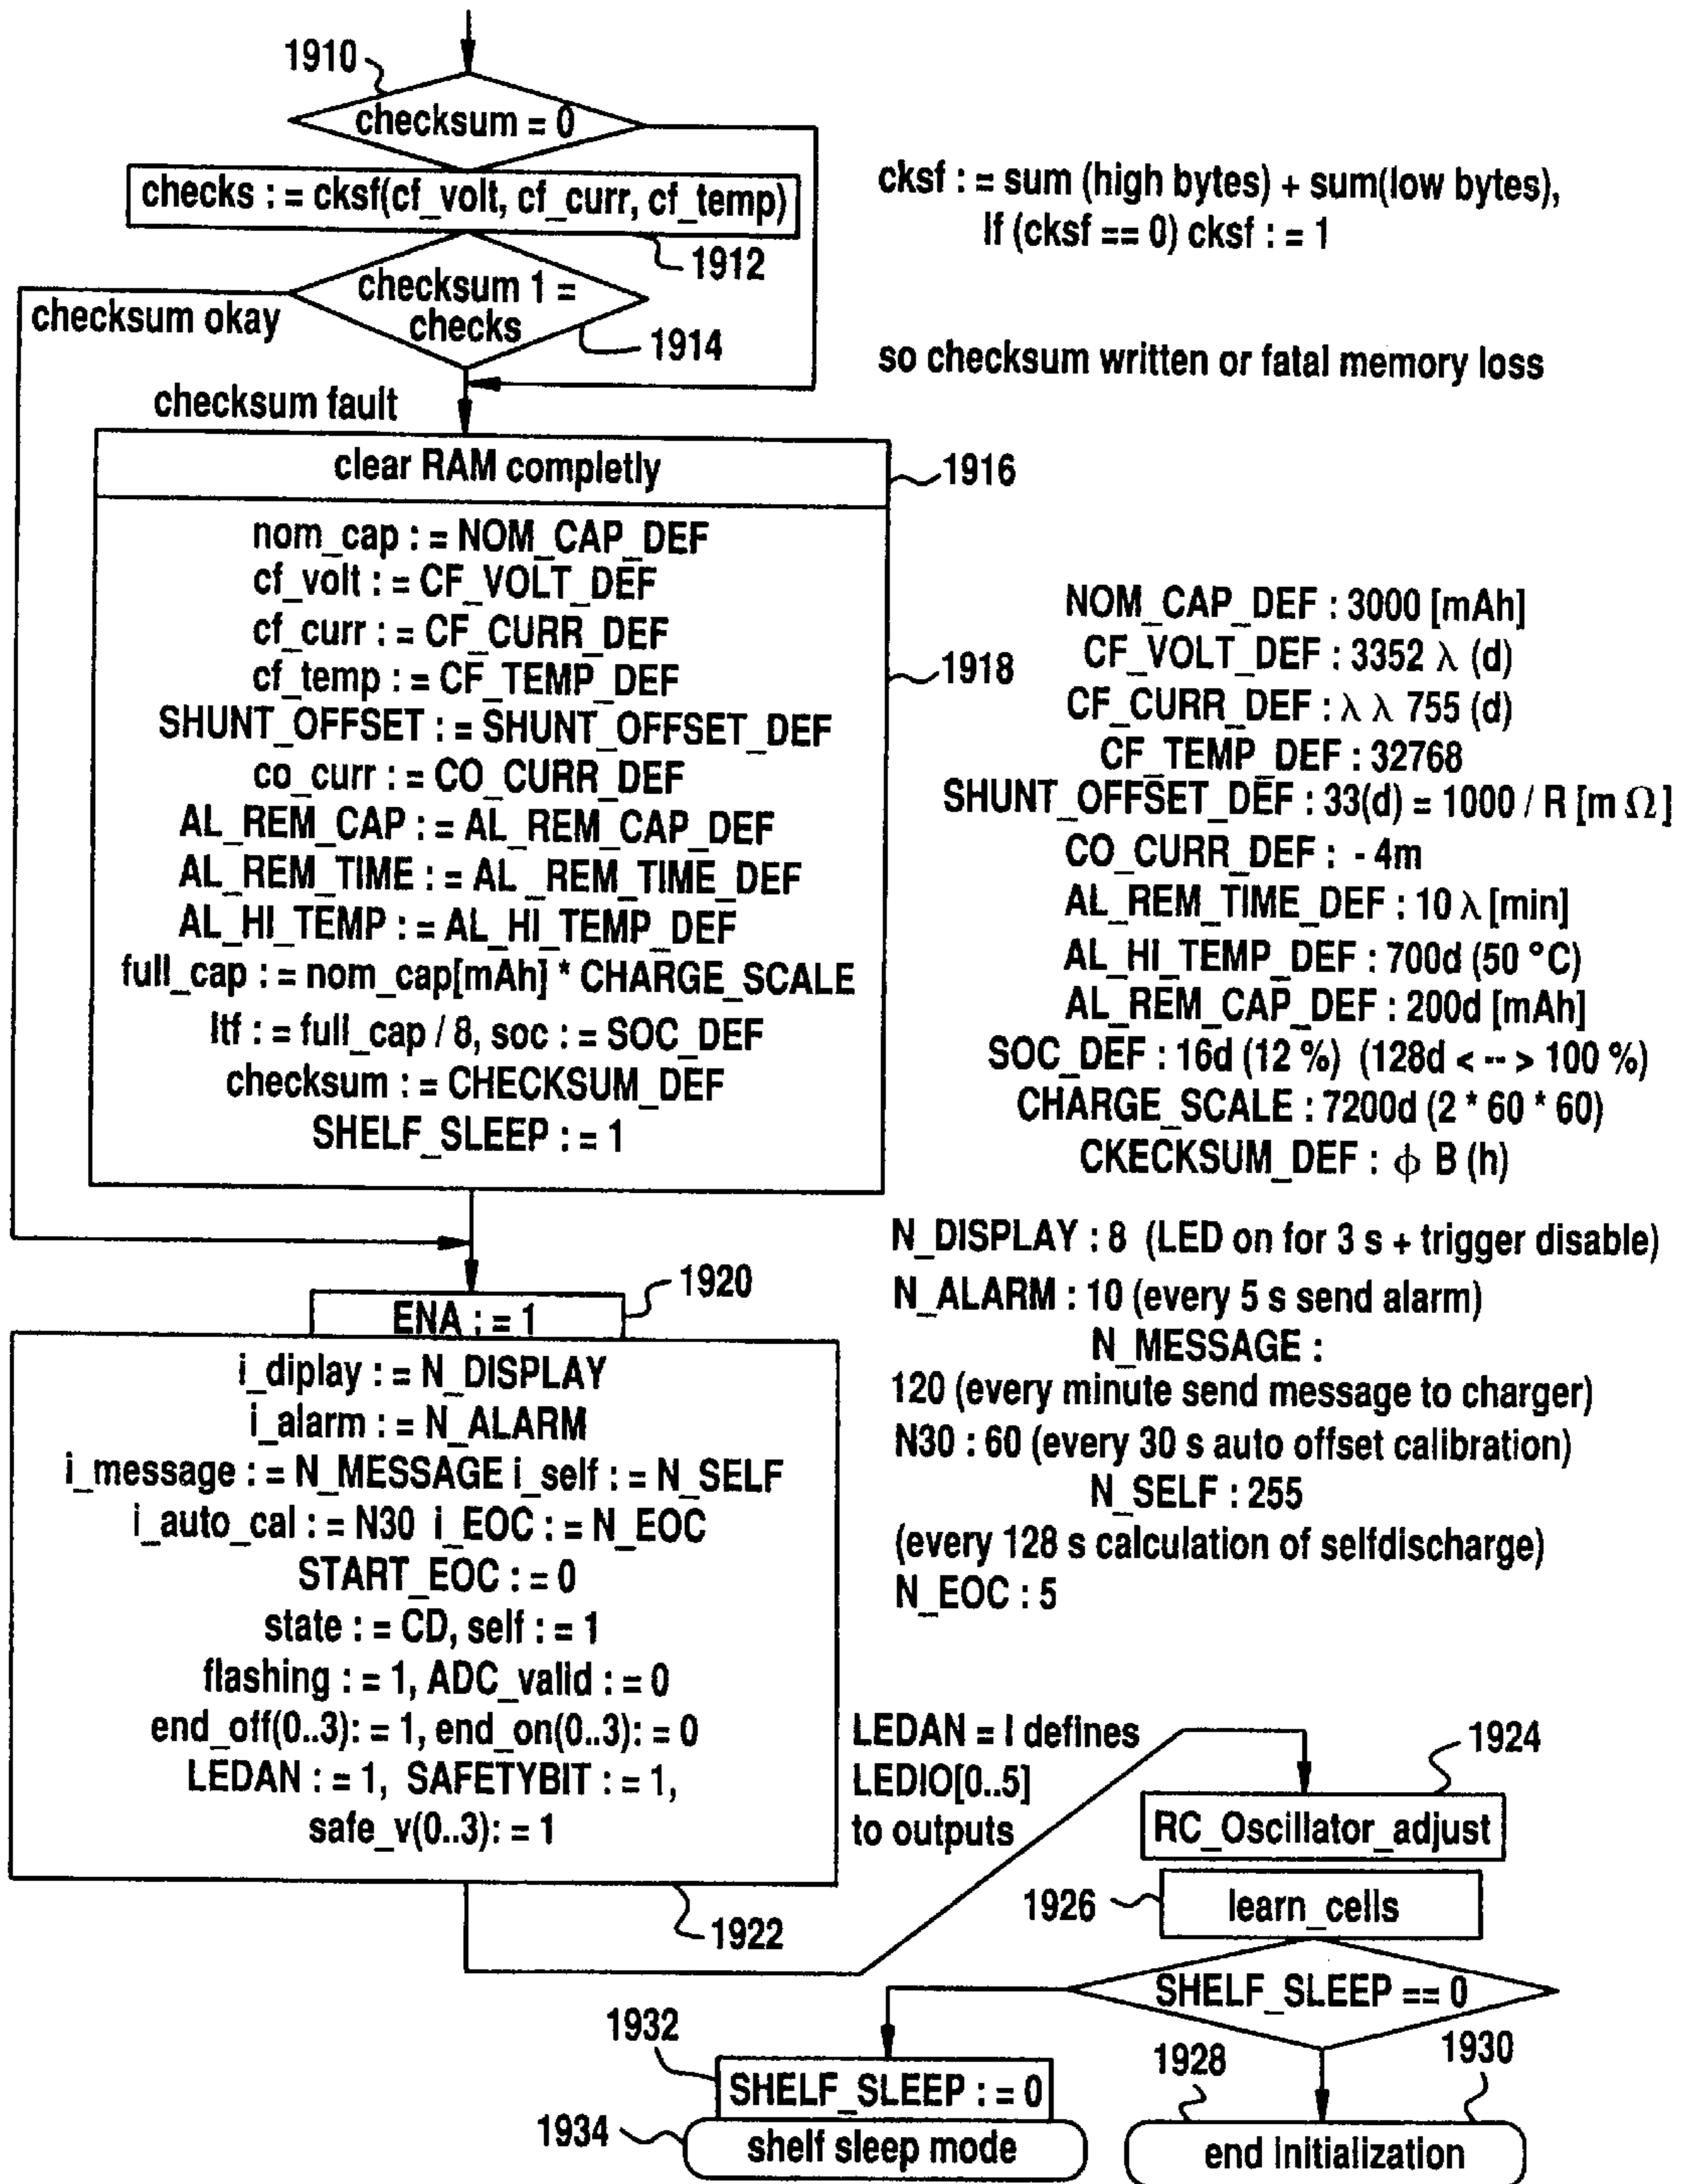 1910
checksum = 0
checks : = cksf(cf_volt, cf_curr, cf_temp)
1912
cksf : = sum (high bytes) + sum(low bytes),
If (cksf == 0) cksf : = 1
checksum 1 =
checks
checksum okay
1914
so checksum written or fatal memory loss
checksum fault
clear RAM completly
1916
nom_cap : = NOM_CAP_DEF
cf_volt : = CF_VOLT_DEF
cf_curr : = CF_CURR_DEF
cf_temp : = CF_TEMP_DEF
SHUNT_OFFSET : = SHUNT_OFFSET_DEF
co_curr : = CO_CURR_DEF
AL_REM_CAP : = AL_REM_CAP_DEF
AL_REM_TIME : = AL_REM_TIME_DEF
AL_HI_TEMP : = AL_HI_TEMP_DEF
full_cap : = nom_cap[mAh] * CHARGE_SCALE
ltf : = full_cap / 8, soc : = SOC_DEF
checksum : = CHECKSUM_DEF
SHELF_SLEEP : = 1
1918
NOM_CAP_DEF : 3000 [mAh]
CF_VOLT_DEF : 3352 λ (d)
CF_CURR_DEF : λ λ 755 (d)
CF_TEMP_DEF : 32768
SHUNT_OFFSET_DEF : 33(d) = 1000 / R [m Ω]
CO_CURR_DEF : - 4m
AL_REM_TIME_DEF : 10 λ [min]
AL_HI_TEMP_DEF : 700d (50 °C)
AL_REM_CAP_DEF : 200d [mAh]
SOC_DEF : 16d (12 %) (128d < -- > 100 %)
CHARGE_SCALE : 7200d (2 * 60 * 60)
CKECKSUM_DEF : ϕ B (h)
N_DISPLAY : 8 (LED on for 3 s + trigger disable)
N_ALARM : 10 (every 5 s send alarm)
N_MESSAGE :
120 (every minute send message to charger)
N30 : 60 (every 30 s auto offset calibration)
N_SELF : 255
(every 128 s calculation of selfdischarge)
N_EOC : 5
1920
ENA : = 1
i_diplay : = N_DISPLAY
i_alarm : = N_ALARM
i_message : = N_MESSAGE i_self : = N_SELF
i_auto_cal : = N30 i_EOC : = N_EOC
START_EOC : = 0
state : = CD, self : = 1
flashing : = 1, ADC_valid : = 0
end_off(0..3): = 1, end_on(0..3): = 0
LEDAN : = 1, SAFETYBIT : = 1,
safe_v(0..3): = 1
1922
LEDAN = I defines
LEDIO[0..5]
to outputs
1924
RC_Oscillator_adjust
1926
learn_cells
SHELF_SLEEP == 0
1932
SHELF_SLEEP : = 0
1934
shelf sleep mode
1928
1930
end Initialization